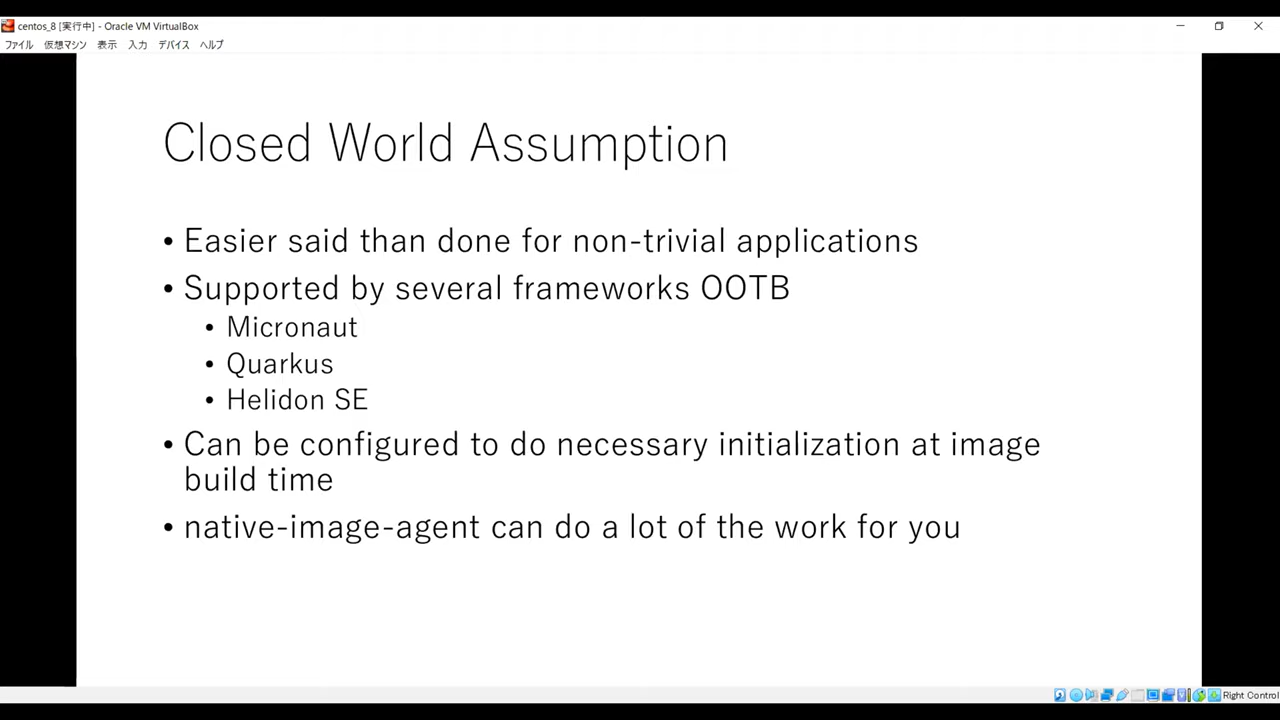 centos_8 [実行中] - Oracle VM VirtualBox
ファイル 仮想マシン 表示 入力 デバイス ヘルプ
Closed World Assumption
• Easier said than done for non-trivial applications
• Supported by several frameworks OOTB
• Micronaut
• Quarkus
• Helidon SE
• Can be configured to do necessary initialization at image
build time
• native-image-agent can do a lot of the work for you
Right Control